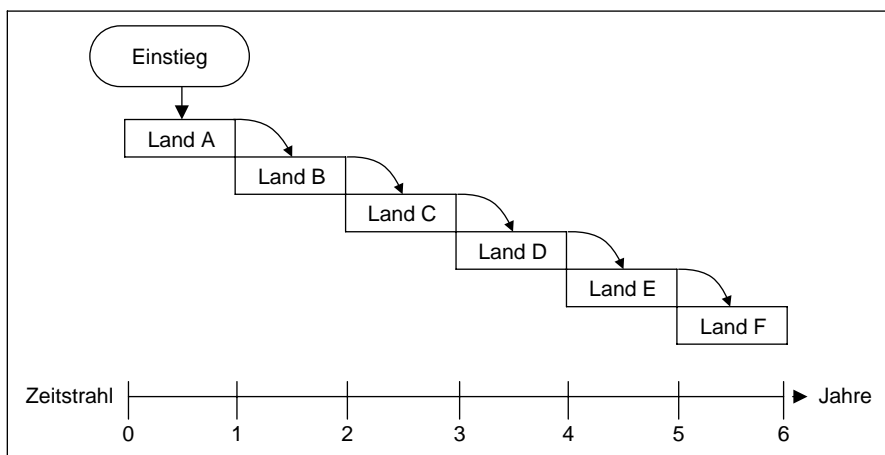 Einstieg
Land A
Land B
Land C
Land D
Land E
Land F
Zeitstrahl
Jahre
0 1 2 3 4 5 6